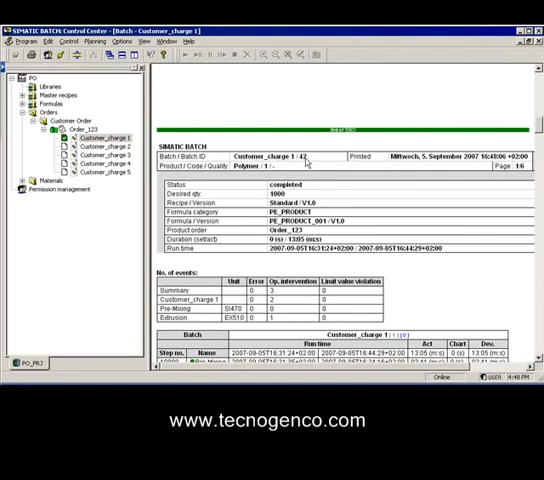 SIMATIC BATCH: Control Center - [Batch - Customer_charge 1]
Program Edit Control Planning Options View Window Help
PO
Libraries
Master recipes
Formulas
Orders
Customer Order
Order_123
Customer_charge 1
Customer_charge 2
Customer_charge 3
Customer_charge 4
Customer_charge 5
Materials
Permission management
PO_PRJ
SIMATIC BATCH
Batch / Batch ID Customer_charge 1 / 42 Printed Mittwoch, 5. September 2007 16:48:06 +02:00
Product / Code / Quality Polymer / 1 / - Page 1/6
Status completed
Desired qty. 1000
Recipe / Version Standard / V1.0
Formula category PE_PRODUCT
Formula / Version PE_PRODUCT_001 / V1.0
Product order Order_123
Duration (set/act) 0 (s) / 13:05 (m:s)
Run time 2007-09-05T16:31:24+02:00 / 2007-09-05T16:44:29+02:00
No. of events:
Unit Error Op. intervention Limit value violation
Summary 0 3 0
Customer_charge 1 0 2 0
Pre-Mixing SI470 0 0 0
Extrusion EX510 0 1 0
Batch Customer_charge 1
Run time Act Chart Dev.
Step no. Name 2007-09-05T16:31:24+02:00 2007-09-05T16:44:29+02:00 13:05 (m:s) 0 (s) 13:05 (m:s)
Online USER 4:48 PM
www.tecnogenco.com